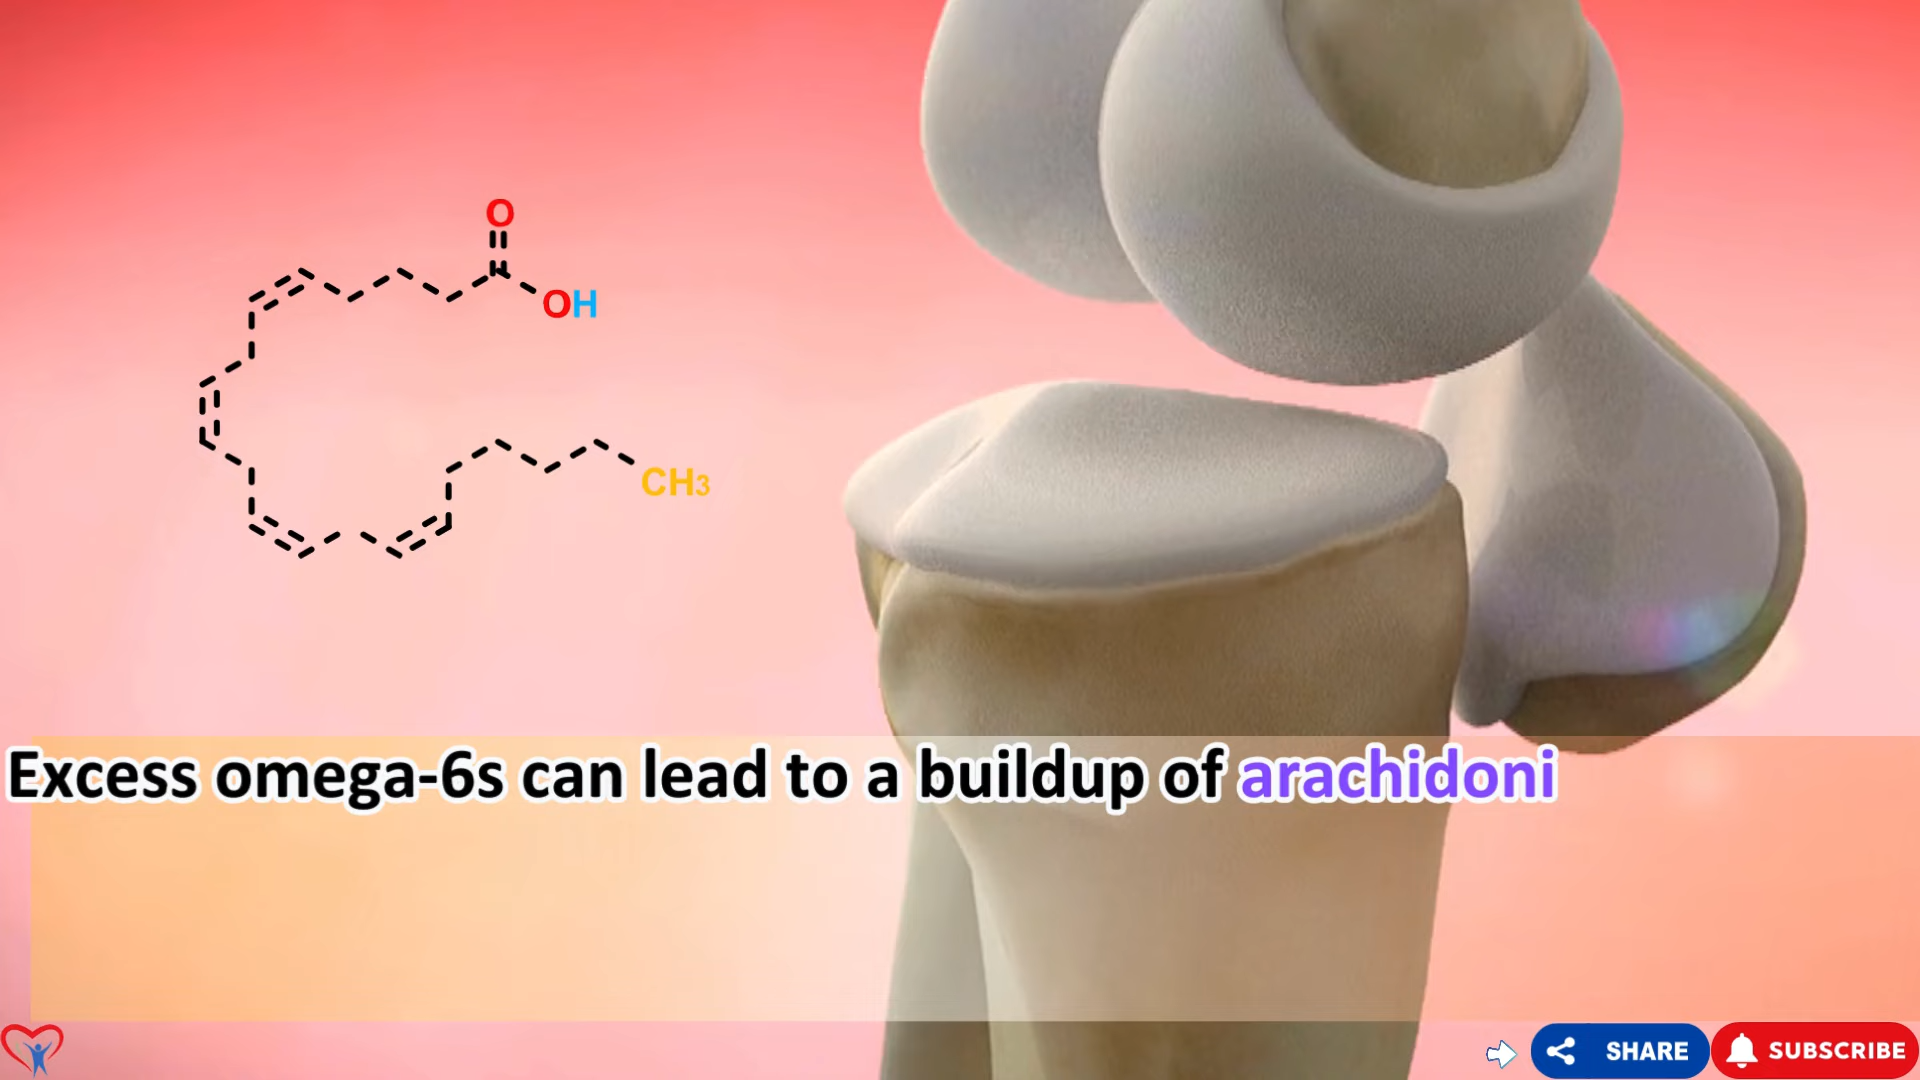 O
OH
CH3
Excess omega-6s can lead to a buildup of arachidoni
SHARE
SUBSCRIBE